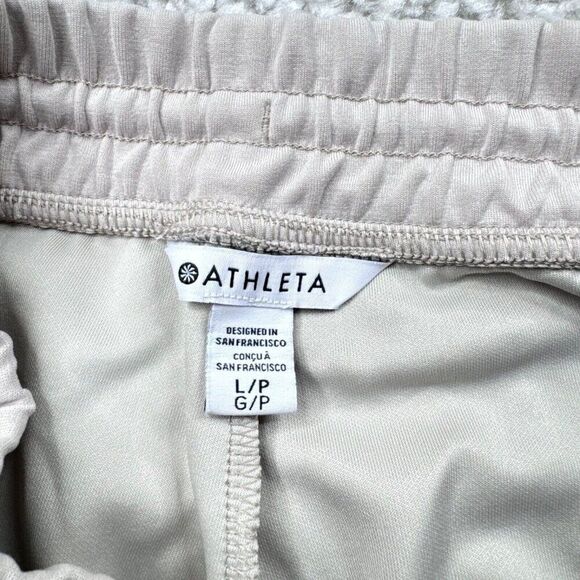 ATHLETA
DESIGNED IN
SAN FRANCISCO
CONÇU À
SAN FRANCISCO
L/P
G/P